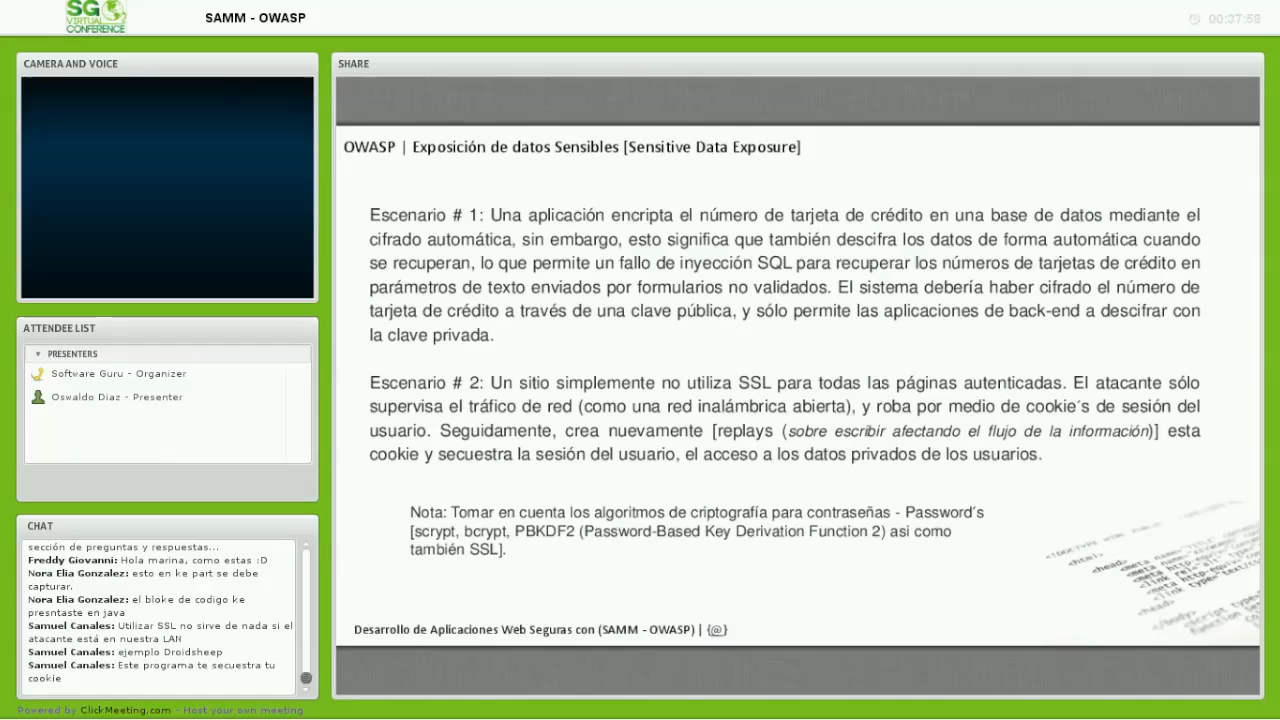 SG
VIRTUAL
CONFERENCE
SAMM - OWASP
00:37:58
CAMERA AND VOICE
ATTENDEE LIST
PRESENTERS
Software Guru - Organizer
Oswaldo Diaz - Presenter
CHAT
sección de preguntas y respuestas...
Freddy Giovanni: Hola marina, como estas :D
Nora Elia Gonzalez: esto en ke part se debe
capturar.
Nora Elia Gonzalez: el bloke de codigo ke
presntaste en java
Samuel Canales: Utilizar SSL no sirve de nada si el
atacante está en nuestra LAN
Samuel Canales: ejemplo Droidsheep
Samuel Canales: Este programa te secuestra tu
cookie
Powered by ClickMeeting.com - Host your own meeting
SHARE
OWASP | Exposición de datos Sensibles [Sensitive Data Exposure]
Escenario # 1: Una aplicación encripta el número de tarjeta de crédito en una base de datos mediante el
cifrado automática, sin embargo, esto significa que también descifra los datos de forma automática cuando
se recuperan, lo que permite un fallo de inyección SQL para recuperar los números de tarjetas de crédito en
parámetros de texto enviados por formularios no validados. El sistema debería haber cifrado el número de
tarjeta de crédito a través de una clave pública, y sólo permite las aplicaciones de back-end a descifrar con
la clave privada.
Escenario # 2: Un sitio simplemente no utiliza SSL para todas las páginas autenticadas. El atacante sólo
supervisa el tráfico de red (como una red inalámbrica abierta), y roba por medio de cookie´s de sesión del
usuario. Seguidamente, crea nuevamente [replays (sobre escribir afectando el flujo de la información)] esta
cookie y secuestra la sesión del usuario, el acceso a los datos privados de los usuarios.
Nota: Tomar en cuenta los algoritmos de criptografía para contraseñas - Password´s
[scrypt, bcrypt, PBKDF2 (Password-Based Key Derivation Function 2) asi como
también SSL].
<html>
<head>
</head>
Desarrollo de Aplicaciones Web Seguras con (SAMM - OWASP) | {@}